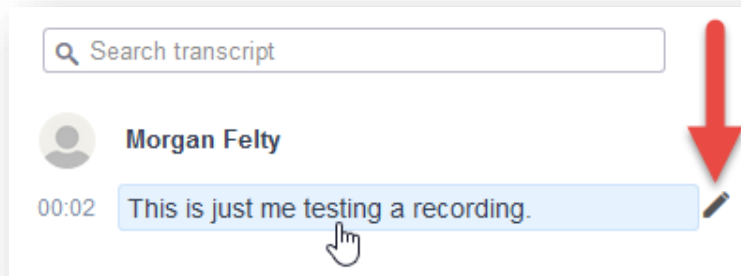 Search transcript
Morgan Felty
00:02 This is just me testing a recording.